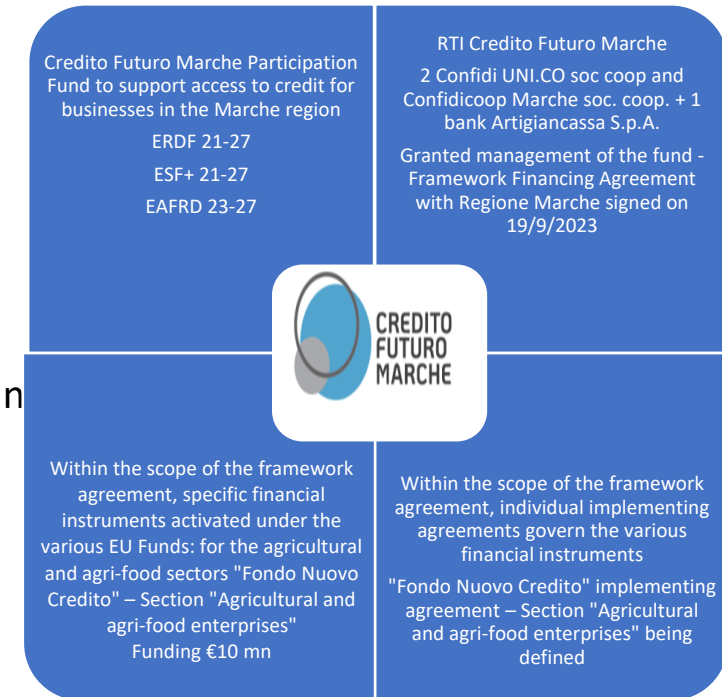 Credito Futuro Marche Participation
Fund to support access to credit for
businesses in the Marche region
ERDF 21-27
ESF+ 21-27
EAFRD 23-27
RTI Credito Futuro Marche
2 Confidi UNI.CO soc coop and
Confidicoop Marche soc. coop. + 1
bank Artigiancassa S.p.A.
Granted management of the fund -
Framework Financing Agreement
with Regione Marche signed on
19/9/2023
CREDITO
FUTURO
MARCHE
n
Within the scope of the framework
agreement, specific financial
instruments activated under the
various EU Funds: for the agricultural
and agri-food sectors "Fondo Nuovo
Credito" – Section "Agricultural and
agri-food enterprises"
Funding €10 mn
Within the scope of the framework
agreement, individual implementing
agreements govern the various
financial instruments
"Fondo Nuovo Credito" implementing
agreement – Section "Agricultural
and agri-food enterprises" being
defined